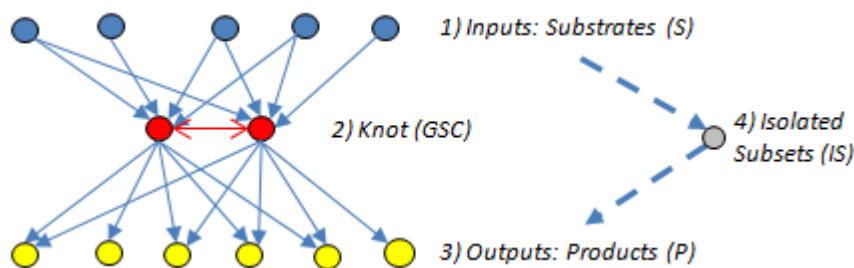 1) Inputs: Substrates (S)
2) Knot (GSC)
4) Isolated
Subsets (IS)
3) Outputs: Products (P)